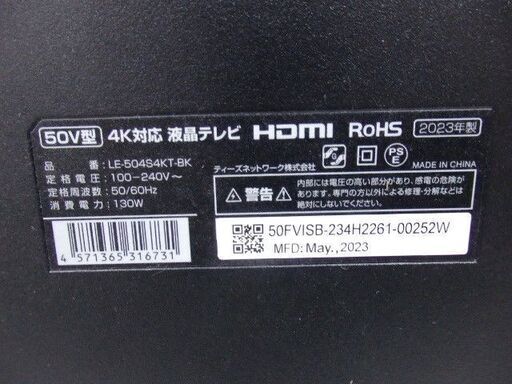 50V型 4K対応 液晶テレビ HDMI RoHS 2023年製
品番:LE-504S4KT-BK
定格電圧:100-240V~
定格周波数:50/60Hz
消費電力:130W
ティーズネットワーク株式会社
PS E
MADE IN CHINA
警告
内部には電圧の高い部分があり、感電の危険が
あります。専門の方以外による修理・分解などは
絶対にしないでください。
4 571365 316731
50FVISB-234H2261-00252W
MFD: May., 2023